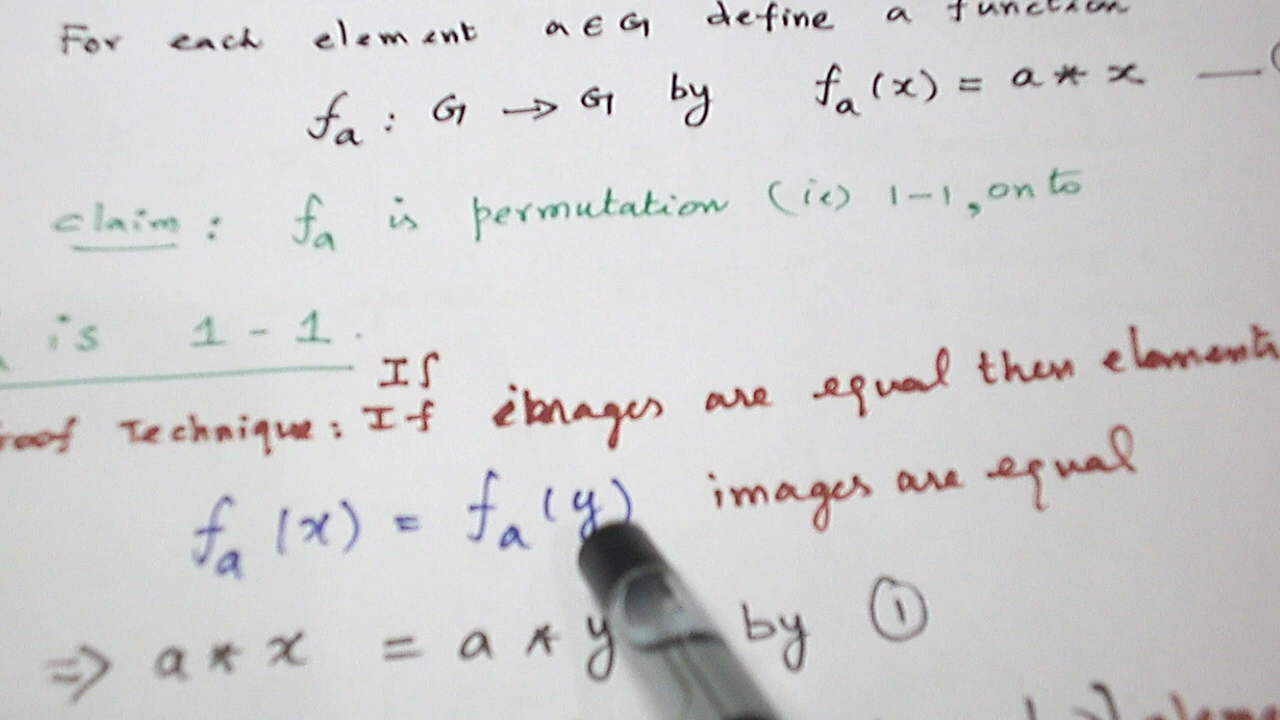 For each element a ∈ G define a function
fₐ : G → G by fₐ(x) = a * x — (
claim : fₐ is permutation (ie) 1-1, onto
is 1 - 1.
If
roof Technique: If images are equal then elements
fₐ(x) = fₐ(y) images are equal
⇒ a * x = a * y by ①